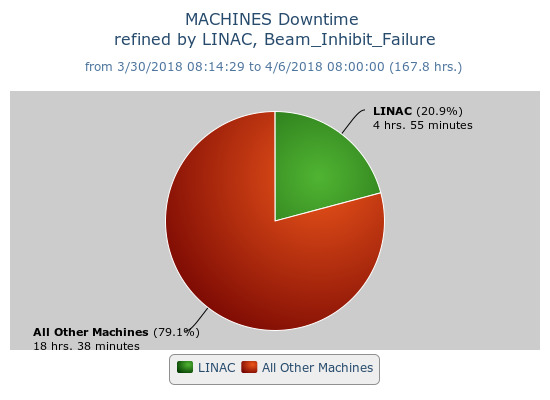 MACHINES Downtime
refined by LINAC, Beam_Inhibit_Failure
from 3/30/2018 08:14:29 to 4/6/2018 08:00:00 (167.8 hrs.)
LINAC (20.9%)
4 hrs. 55 minutes
All Other Machines (79.1%)
18 hrs. 38 minutes
LINAC All Other Machines